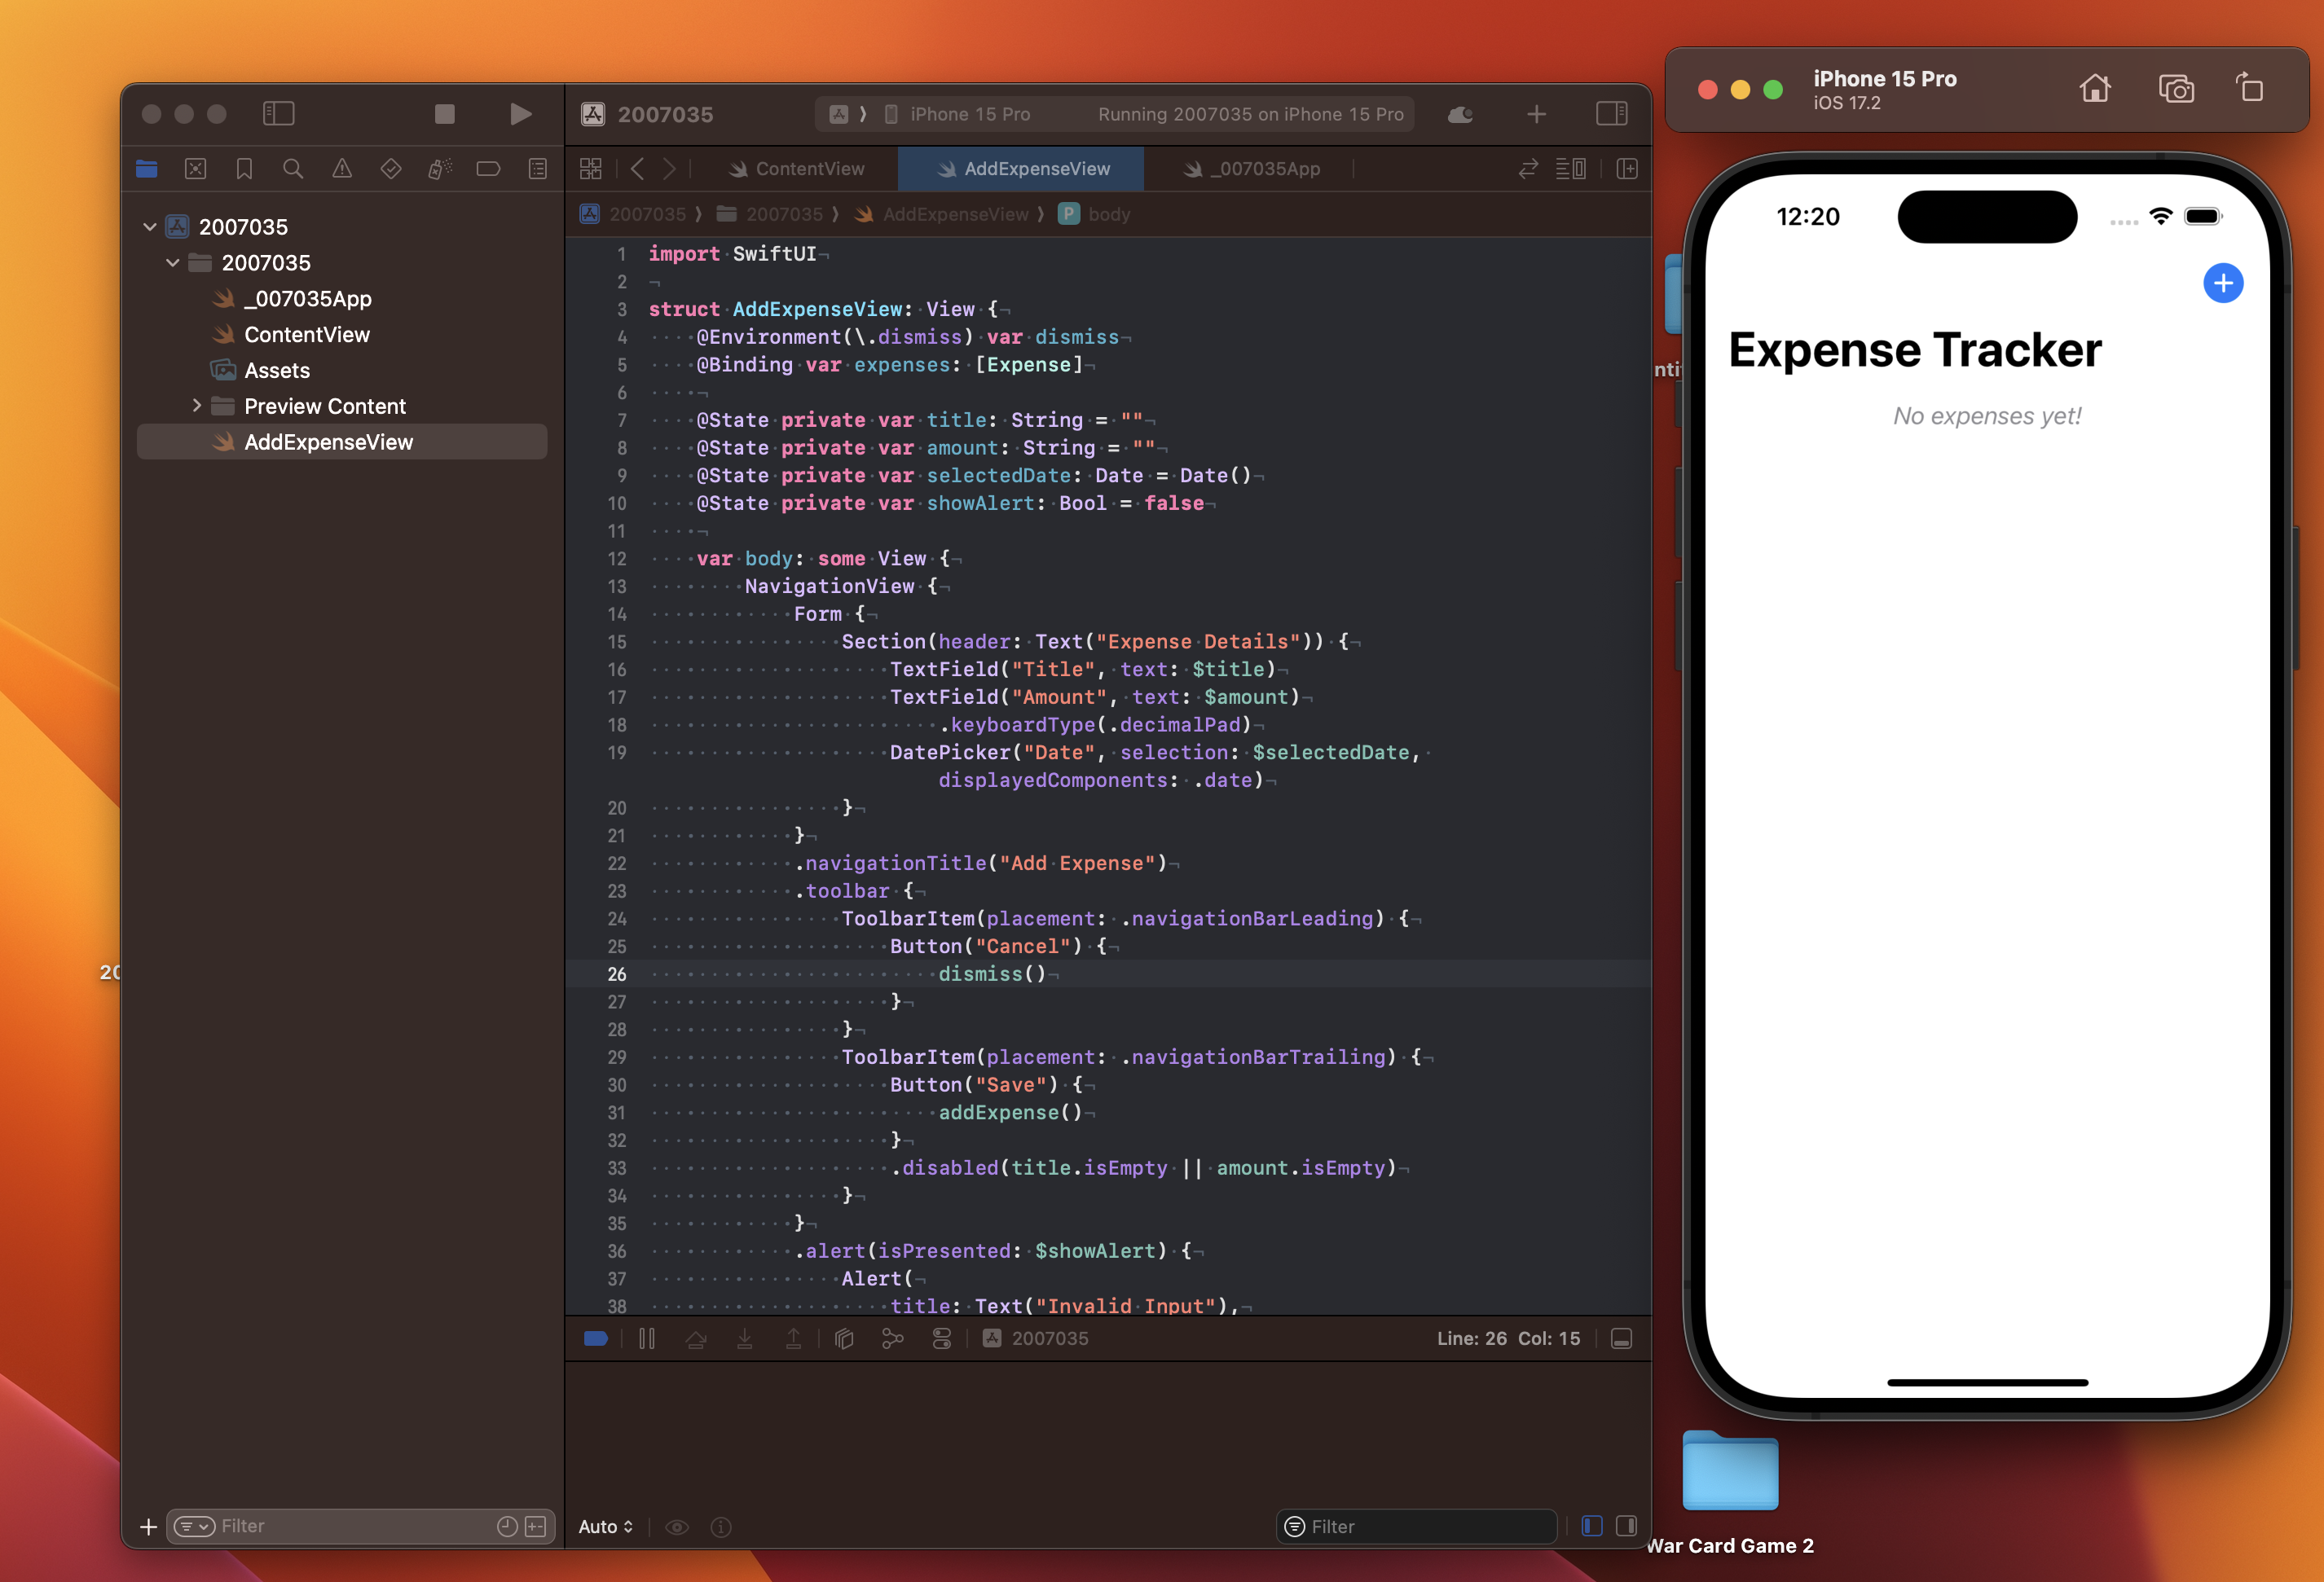 2007035
iPhone 15 Pro
Running 2007035 on iPhone 15 Pro
iPhone 15 Pro
iOS 17.2
ContentView
AddExpenseView
_007035App
2007035
2007035
AddExpenseView
P
body
2007035
2007035
_007035App
ContentView
Assets
Preview Content
AddExpenseView
1 import SwiftUI
2
3 struct AddExpenseView: View {
4 @Environment(\.dismiss) var dismiss
5 @Binding var expenses: [Expense]
6
7 @State private var title: String = ""
8 @State private var amount: String = ""
9 @State private var selectedDate: Date = Date()
10 @State private var showAlert: Bool = false
11
12 var body: some View {
13 NavigationView {
14 Form {
15 Section(header: Text("Expense Details")) {
16 TextField("Title", text: $title)
17 TextField("Amount", text: $amount)
18 .keyboardType(.decimalPad)
19 DatePicker("Date", selection: $selectedDate,
displayedComponents: .date)
20 }
21 }
22 .navigationTitle("Add Expense")
23 .toolbar {
24 ToolbarItem(placement: .navigationBarLeading) {
25 Button("Cancel") {
26 dismiss()
27 }
28 }
29 ToolbarItem(placement: .navigationBarTrailing) {
30 Button("Save") {
31 addExpense()
32 }
33 .disabled(title.isEmpty || amount.isEmpty)
34 }
35 }
36 .alert(isPresented: $showAlert) {
37 Alert(
38 title: Text("Invalid Input"),
2007035
Line: 26 Col: 15
Filter
Auto
Filter
12:20
Expense Tracker
No expenses yet!
War Card Game 2